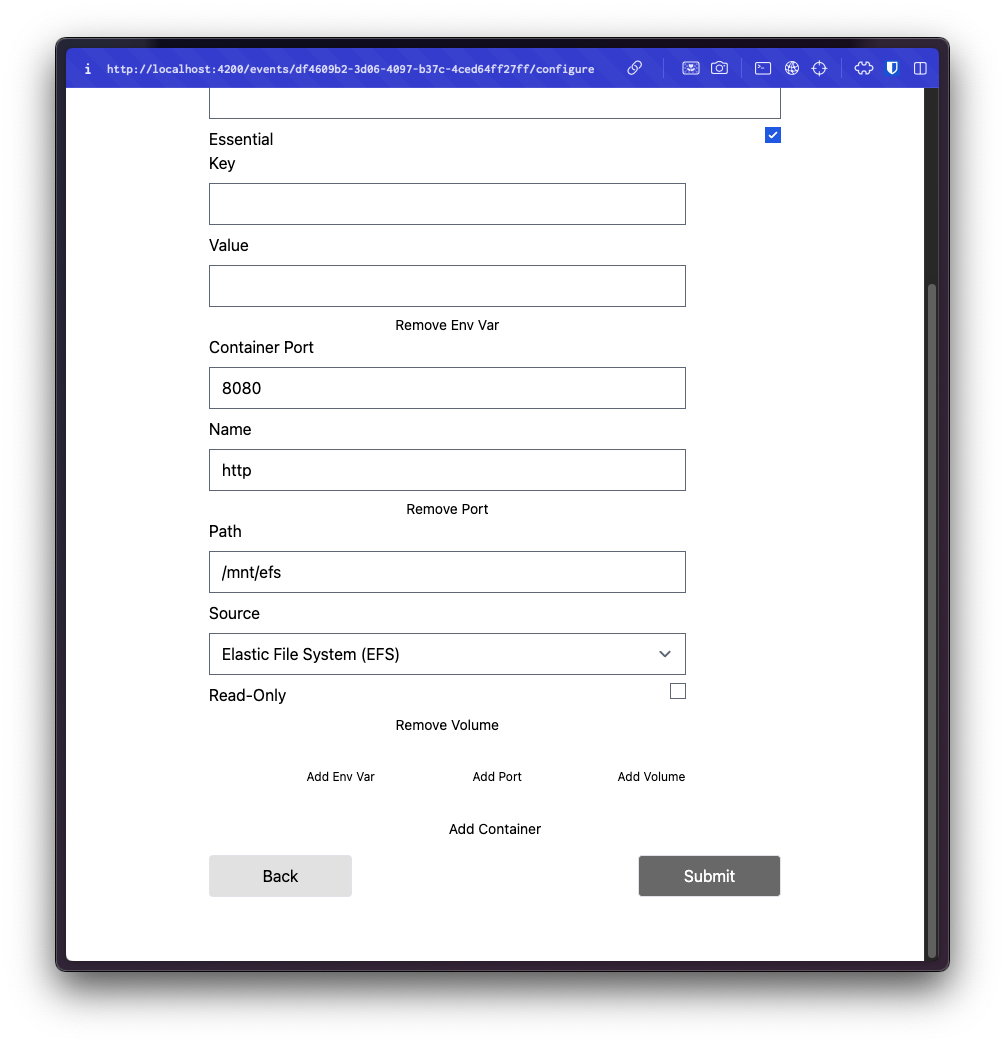 i http://localhost:4200/events/df4609b2-3d06-4097-b37c-4ced64ff27ff/configure
Essential
Key
Value
Remove Env Var
Container Port
8080
Name
http
Remove Port
Path
/mnt/efs
Source
Elastic File System (EFS)
Read-Only
Remove Volume
Add Env Var Add Port Add Volume
Add Container
Back Submit